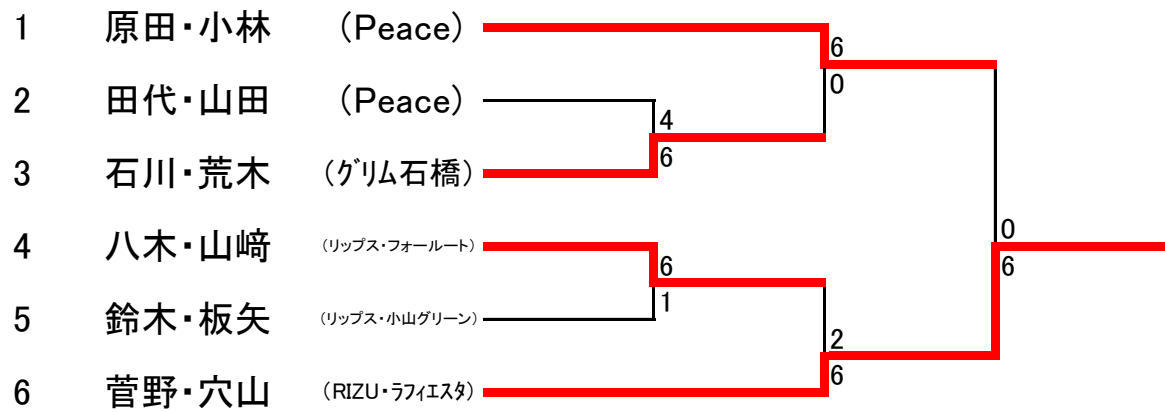 1 原田・小林 (Peace)
6
0
2 田代・山田 (Peace)
4
6
3 石川・荒木 (グリム石橋)
0
6
4 八木・山﨑 (リップス・フォールート)
6
1
5 鈴木・板矢 (リップス・小山グリーン)
2
6
6 菅野・穴山 (RIZU・ラフィエスタ)